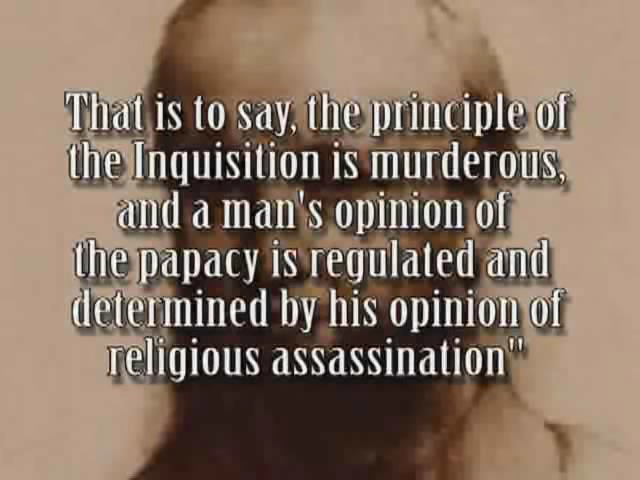 That is to say, the principle of
the Inquisition is murderous,
and a man's opinion of
the papacy is regulated and
determined by his opinion of
religious assassination"